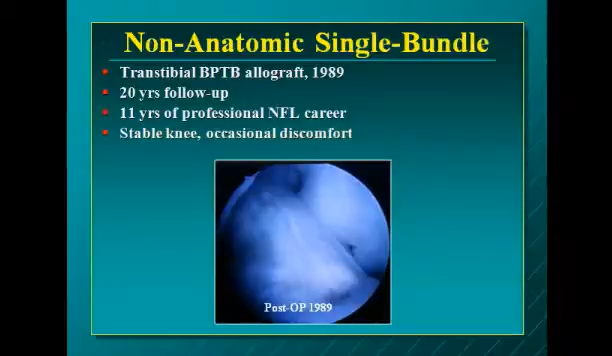 Non-Anatomic Single-Bundle
Transtibial BPTB allograft, 1989
20 yrs follow-up
11 yrs of professional NFL career
Stable knee, occasional discomfort
Post-OP 1989